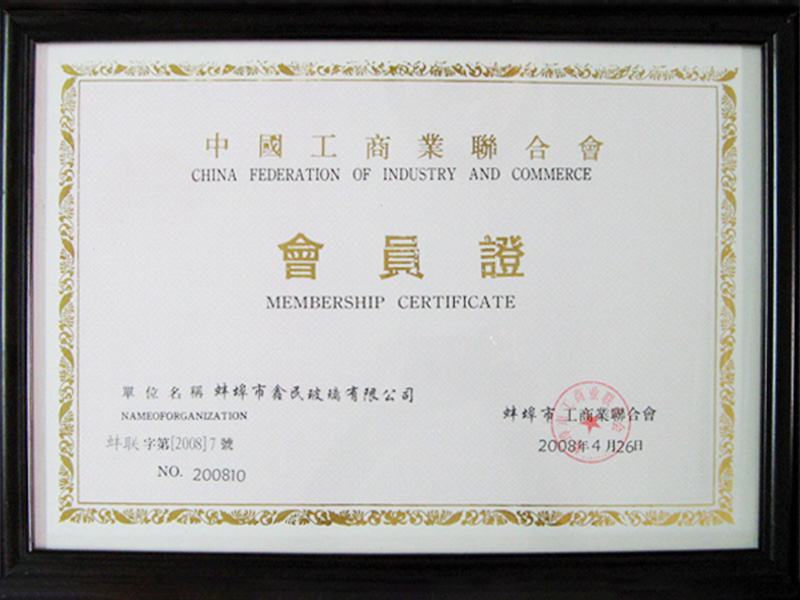 中國工商業聯合會
CHINA FEDERATION OF INDUSTRY AND COMMERCE
會員證
MEMBERSHIP CERTIFICATE
單位名稱 蚌埠市鑫民玻璃有限公司
NAMEOFORGANIZATION
蚌联字第[2008]7號
NO. 200810
蚌埠市工商業聯合會
2008年4月26日